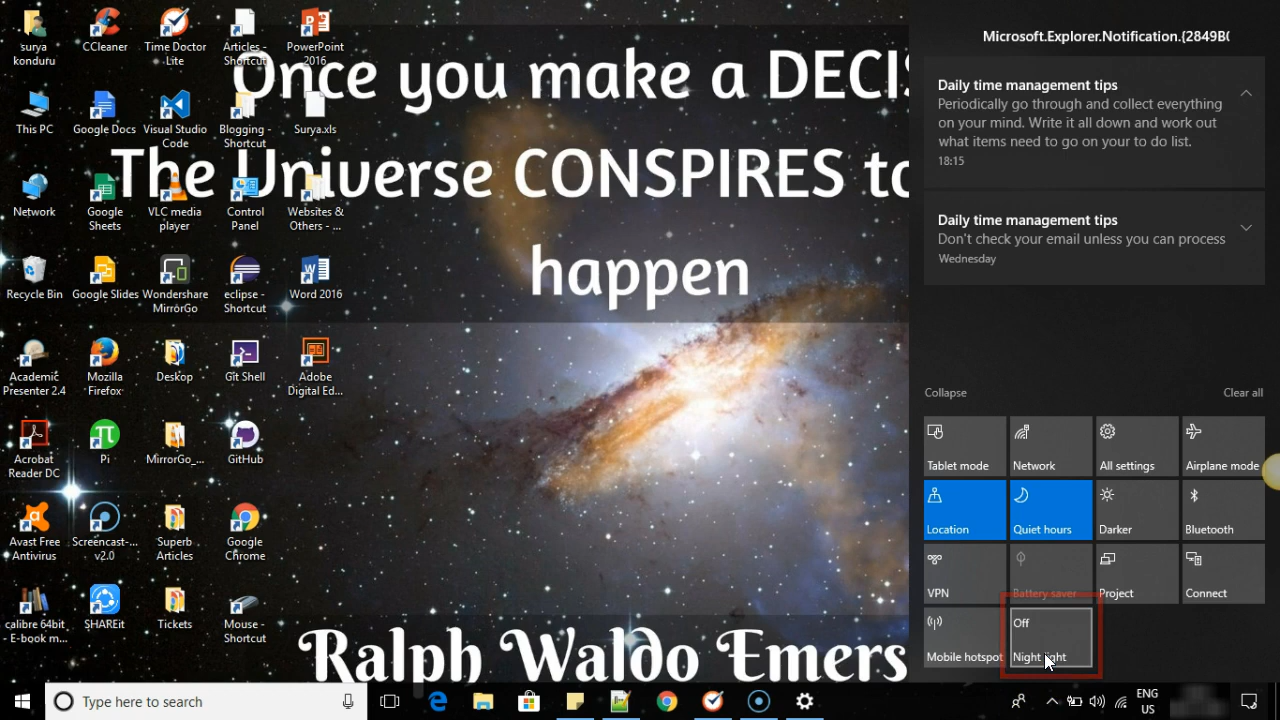 surya
konduru
CCleaner
Time Doctor
Lite
Articles -
Shortcut
PowerPoint
2016
This PC
Google Docs
Visual Studio
Code
Blogging -
Shortcut
Surya.xls
Network
Google
Sheets
VLC media
player
Control
Panel
Websites &
Others - ...
Recycle Bin
Google Slides
Wondershare
MirrorGo
eclipse -
Shortcut
Word 2016
Academic
Presenter 2.4
Mozilla
Firefox
Deskop
Git Shell
Adobe
Digital Ed...
Acrobat
Reader DC
Pi
MirrorGo_...
GitHub
Avast Free
Antivirus
Screencast-...
v2.0
Superb
Articles
Google
Chrome
calibre 64bit
- E-book m...
SHAREit
Tickets
Mouse -
Shortcut
Once you make a DECIS
The Universe CONSPIRES to
happen
Ralph Waldo Emers
Microsoft.Explorer.Notification.{2849B(
Daily time management tips
Periodically go through and collect everything
on your mind. Write it all down and work out
what items need to go on your to do list.
18:15
Daily time management tips
Don't check your email unless you can process
Wednesday
Collapse
Clear all
Tablet mode
Network
All settings
Airplane mode
Location
Quiet hours
Darker
Bluetooth
VPN
Battery saver
Project
Connect
Mobile hotspot
Off
Night light
Type here to search
ENG
US